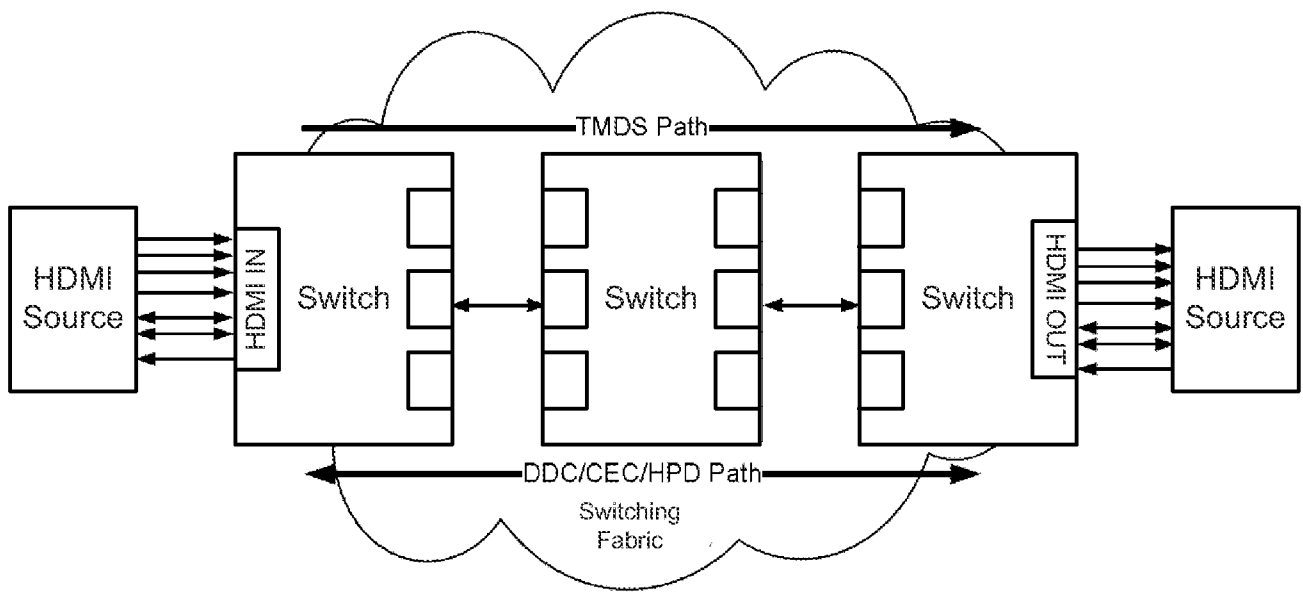 TMDS Path
HDMI
Source
HDMI IN
Switch
Switch
Switch
HDMI OUT
HDMI
Source
DDC/CEC/HPD Path
Switching
Fabric